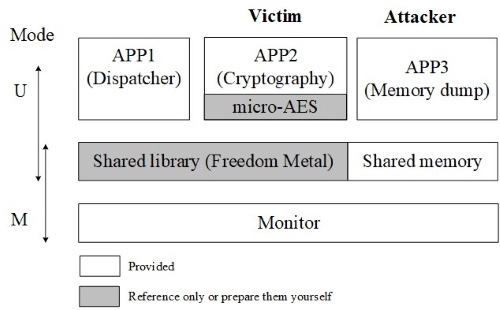 Victim Attacker
Mode
APP1
(Dispatcher)
APP2
(Cryptography)
micro-AES
APP3
(Memory dump)
U
Shared library (Freedom Metal) Shared memory
M
Monitor
Provided
Reference only or prepare them yourself